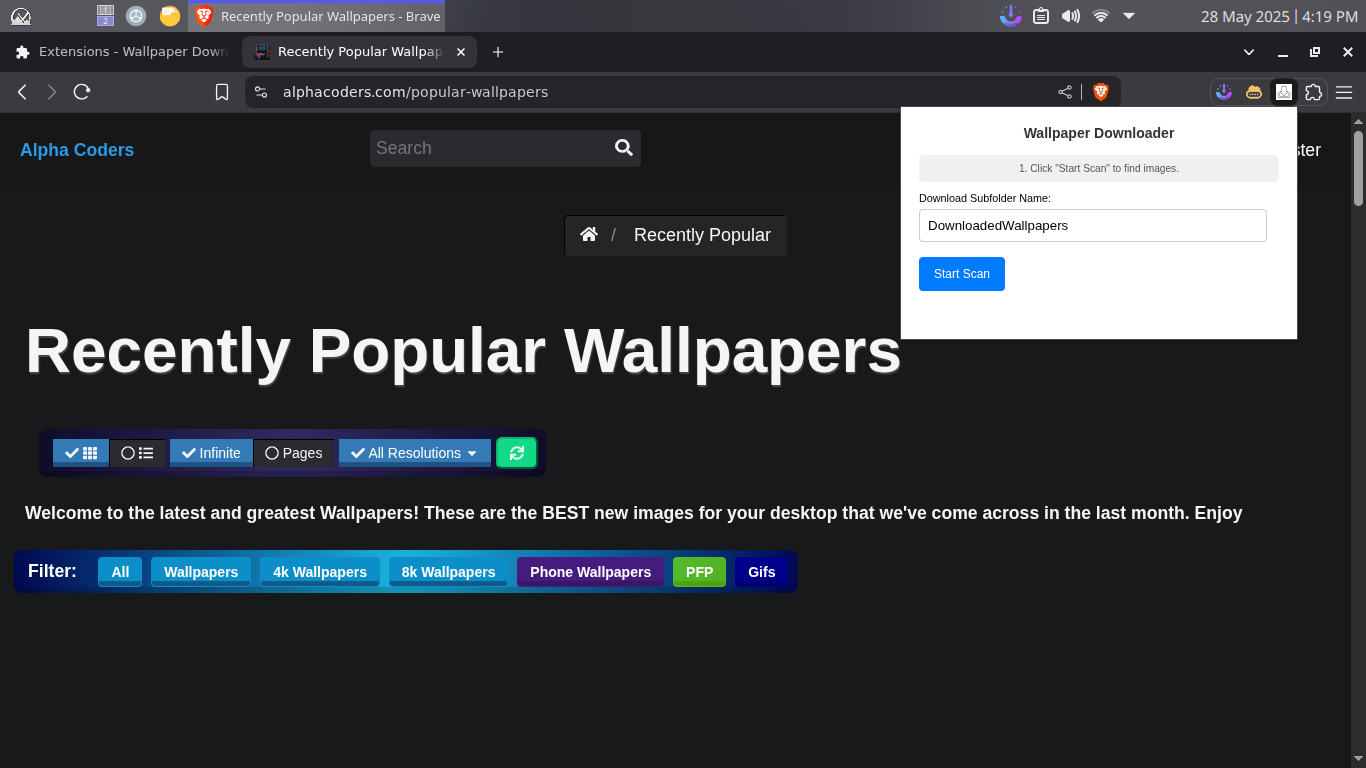 1
2
Recently Popular Wallpapers - Brave
28 May 2025 | 4:19 PM
Extensions - Wallpaper Down
Recently Popular Wallpap
alphacoders.com/popular-wallpapers
Alpha Coders
Search
ster
Wallpaper Downloader
1. Click "Start Scan" to find images.
Download Subfolder Name:
DownloadedWallpapers
Start Scan
/ Recently Popular
Recently Popular Wallpapers
Infinite Pages All Resolutions
Welcome to the latest and greatest Wallpapers! These are the BEST new images for your desktop that we've come across in the last month. Enjoy
Filter: All Wallpapers 4k Wallpapers 8k Wallpapers Phone Wallpapers PFP Gifs